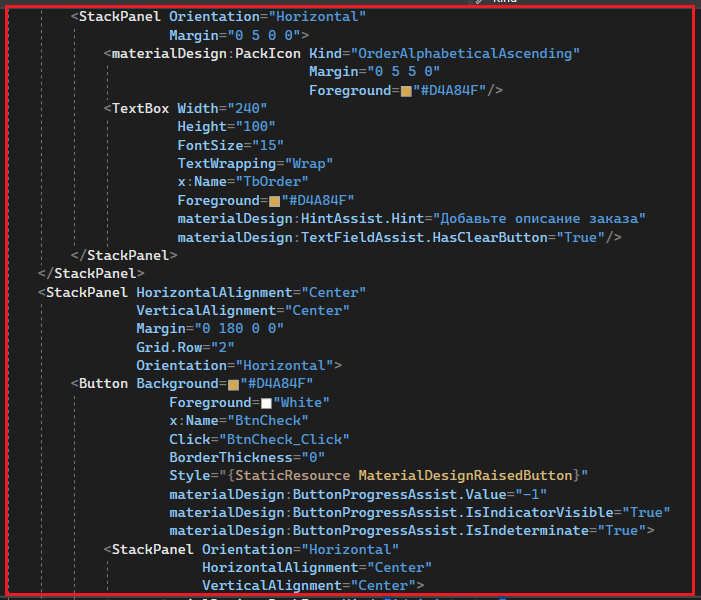 <StackPanel Orientation="Horizontal"
Margin="0 5 0 0">
<materialDesign:PackIcon Kind="OrderAlphabeticalAscending"
Margin="0 5 5 0"
Foreground="#D4A84F"/>
<TextBox Width="240"
Height="100"
FontSize="15"
TextWrapping="Wrap"
x:Name="TbOrder"
Foreground="#D4A84F"
materialDesign:HintAssist.Hint="Добавьте описание заказа"
materialDesign:TextFieldAssist.HasClearButton="True"/>
</StackPanel>
</StackPanel>
<StackPanel HorizontalAlignment="Center"
VerticalAlignment="Center"
Margin="0 180 0 0"
Grid.Row="2"
Orientation="Horizontal">
<Button Background="#D4A84F"
Foreground="White"
x:Name="BtnCheck"
Click="BtnCheck_Click"
BorderThickness="0"
Style="{StaticResource MaterialDesignRaisedButton}"
materialDesign:ButtonProgressAssist.Value="-1"
materialDesign:ButtonProgressAssist.IsIndicatorVisible="True"
materialDesign:ButtonProgressAssist.IsIndeterminate="True">
<StackPanel Orientation="Horizontal"
HorizontalAlignment="Center"
VerticalAlignment="Center">